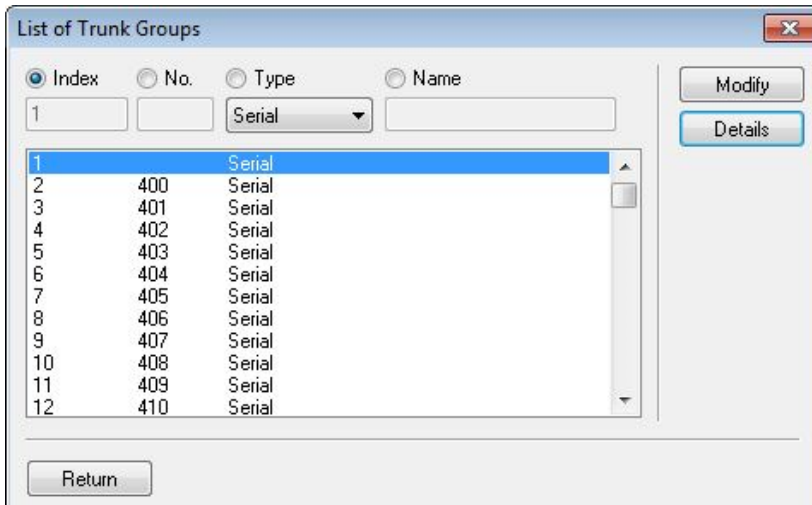 List of Trunk Groups
Index No. Type Name
1 Serial
Modify
Details
1 Serial
2 400 Serial
3 401 Serial
4 402 Serial
5 403 Serial
6 404 Serial
7 405 Serial
8 406 Serial
9 407 Serial
10 408 Serial
11 409 Serial
12 410 Serial
Return